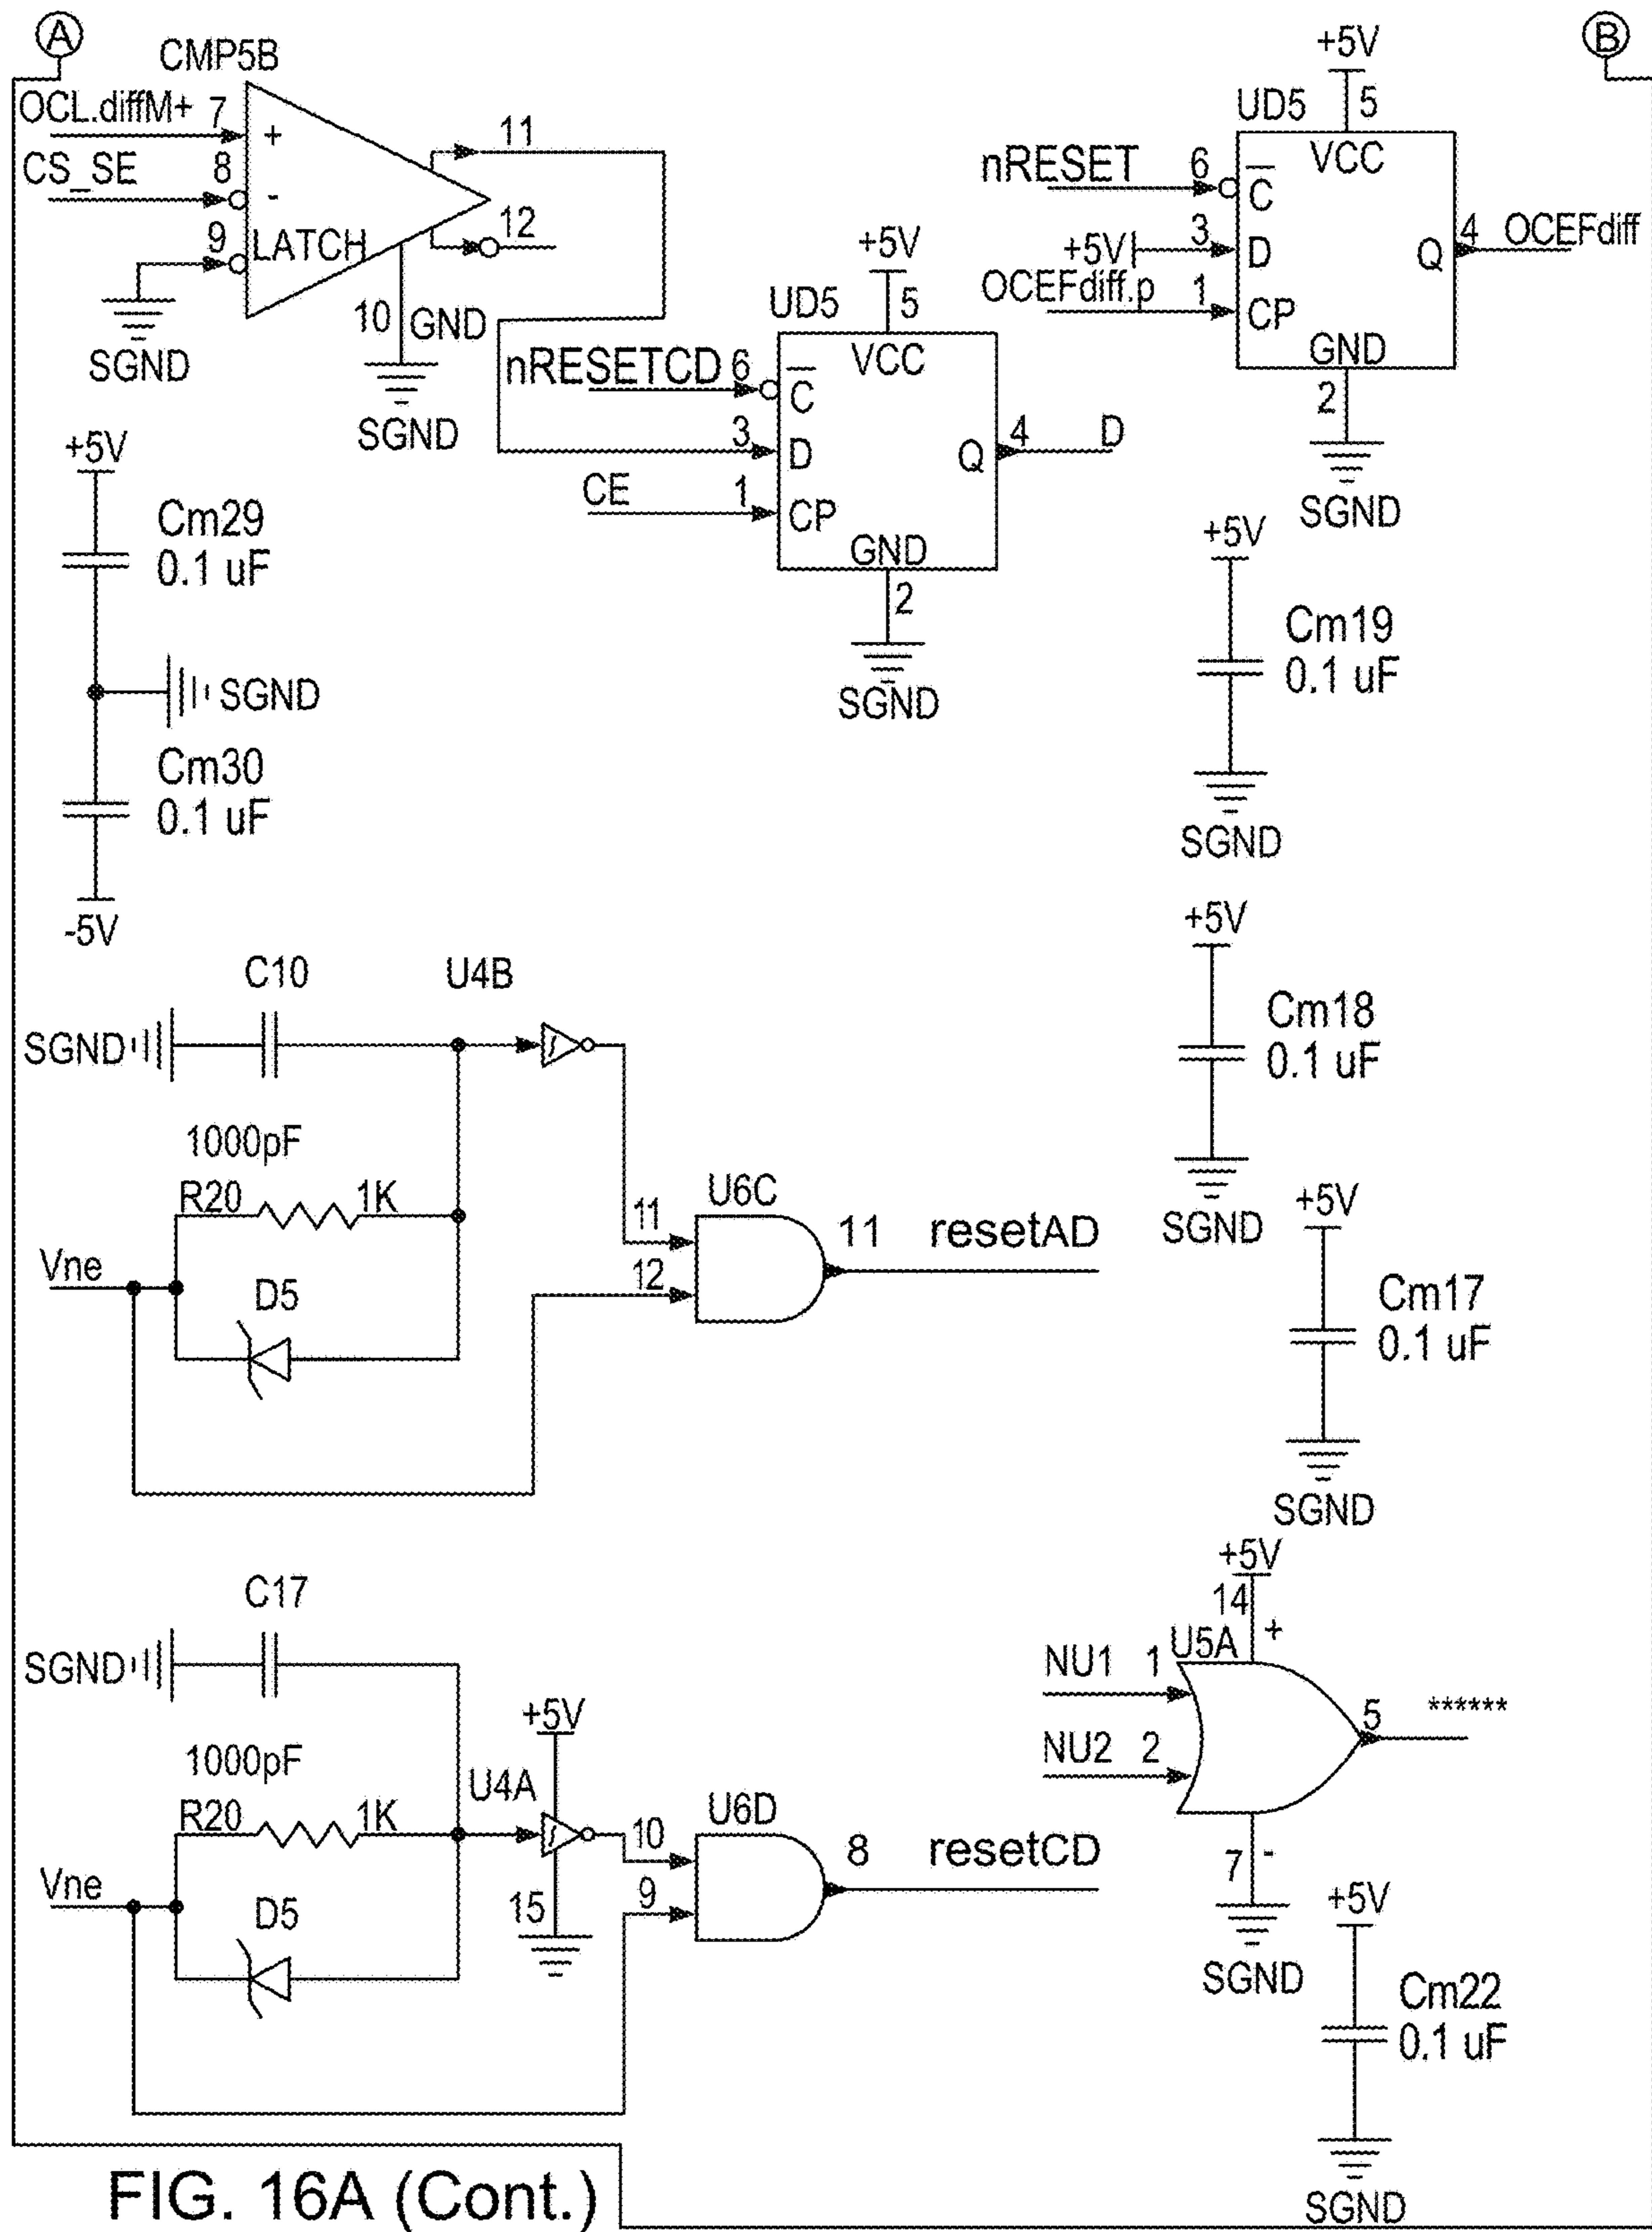 A
B
CMP5B
OCL.diffM+ 7 +
CS_SE 8 -
9 LATCH
11
12
10 GND
SGND
SGND
+5V
UD5 5
VCC
nRESET 6 C
+5V 3 D
OCEFdiff.p 1 CP
Q 4 OCEFdiff
GND
2
SGND
+5V
UD5 5
VCC
nRESETCD 6 C
3 D
CE 1 CP
Q 4 D
GND
2
SGND
+5V
Cm29
0.1 uF
SGND
Cm30
0.1 uF
-5V
+5V
Cm19
0.1 uF
SGND
+5V
Cm18
0.1 uF
SGND
+5V
Cm17
0.1 uF
SGND
C10
U4B
SGND
1000pF
R20 1K
Vne
D5
11
12
U6C
11 resetAD
C17
SGND
1000pF
R20 1K
Vne
D5
U4A
+5V
15
10
9
U6D
8 resetCD
+5V
14
+
U5A
NU1 1
NU2 2
5 ******
7 -
SGND
+5V
Cm22
0.1 uF
SGND
FIG. 16A (Cont.)